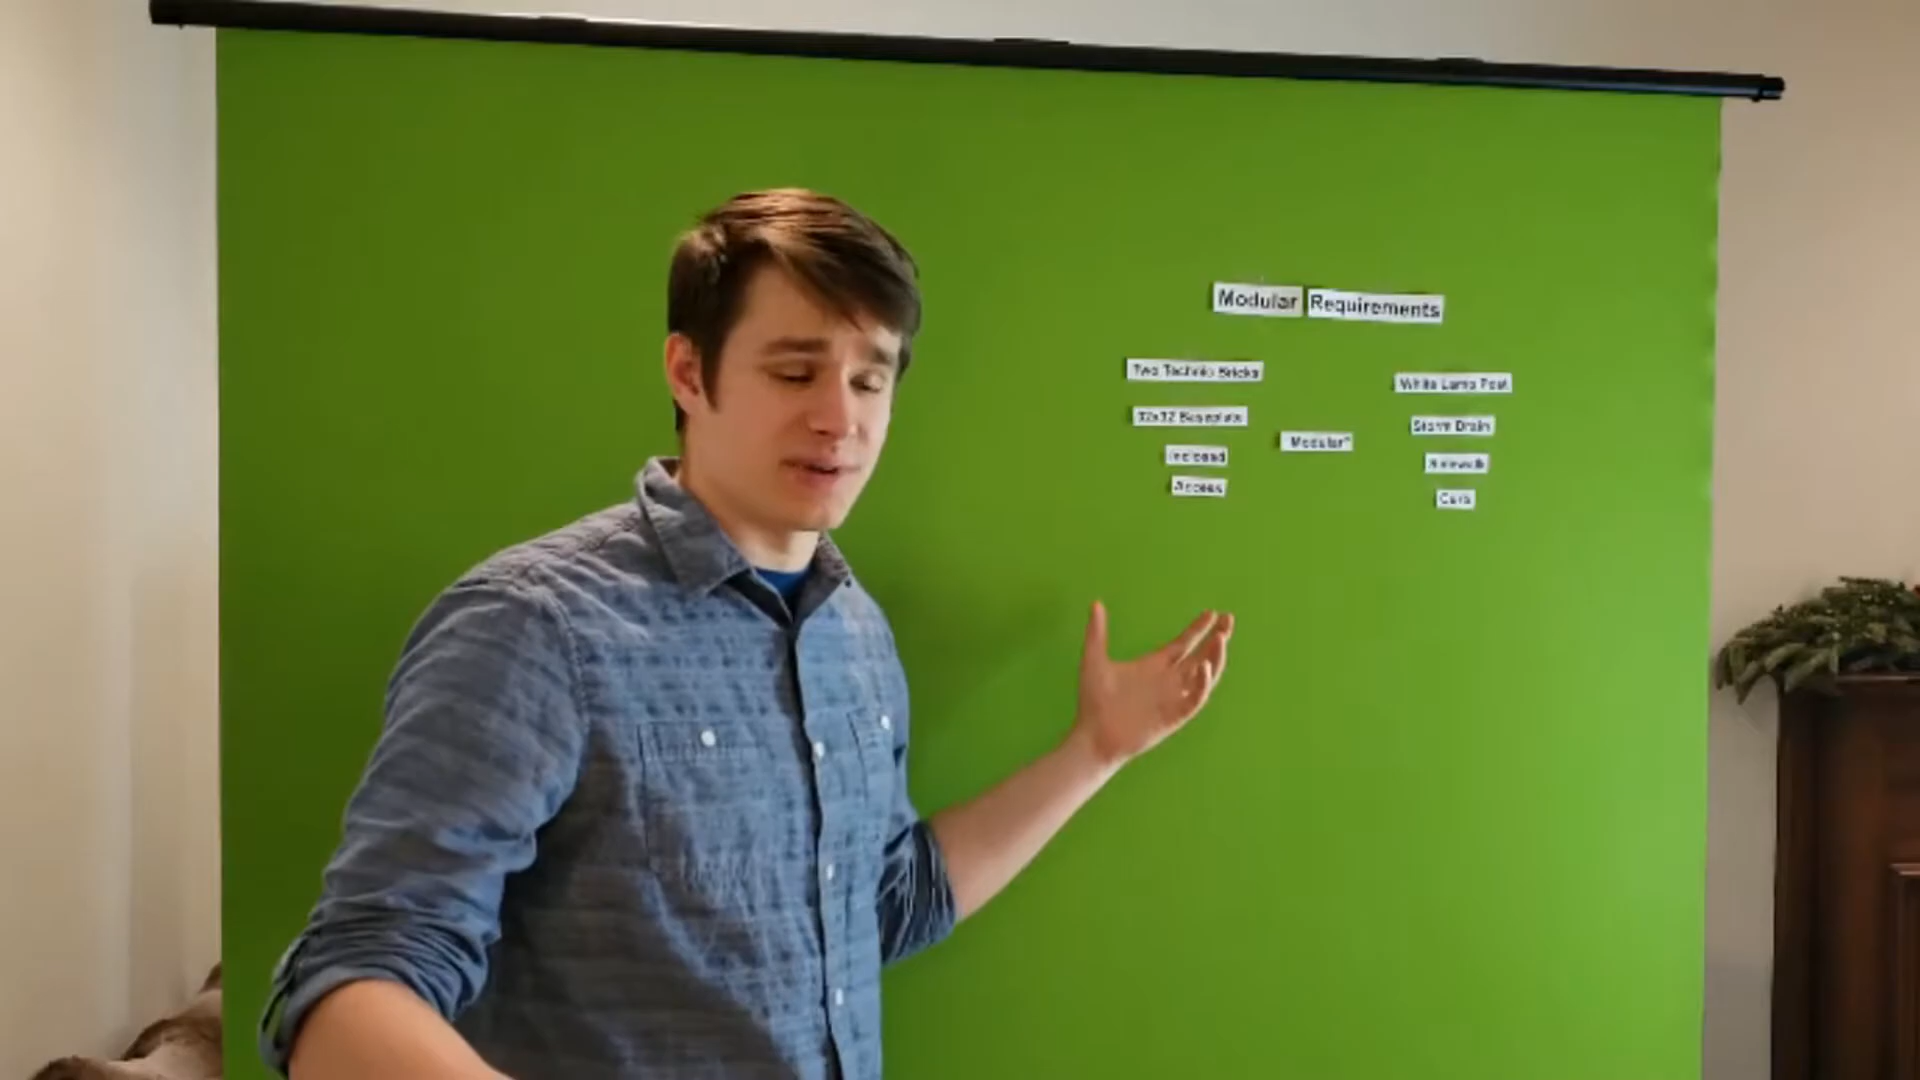 Modular Requirements
Two Technic Bricks
White Lamp Post
32x32 Baseplate
Storm Drain
Modular*
Sidewalk
Access
Curb